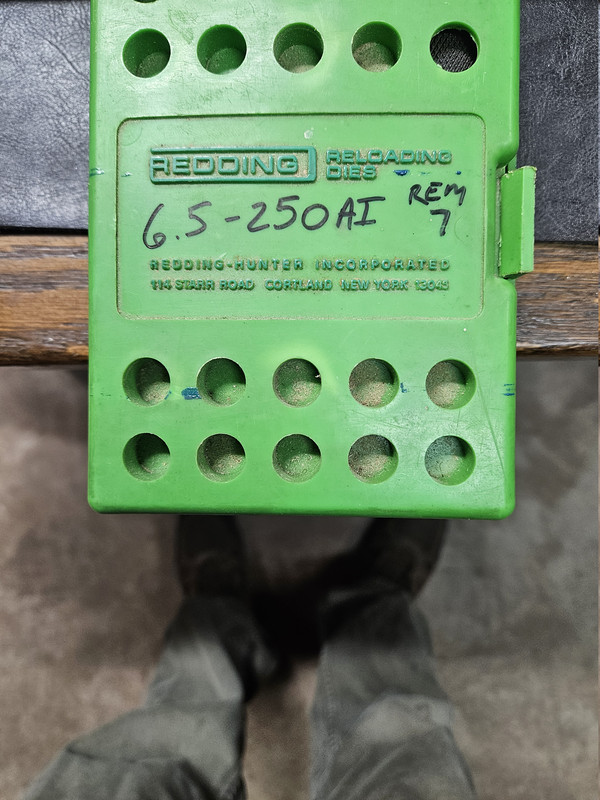 REDDING RELOADING
DIES
6.5-250AI REM
7
REDDING-HUNTER INCORPORATED
114 STARR ROAD CORTLAND NEW YORK 13045